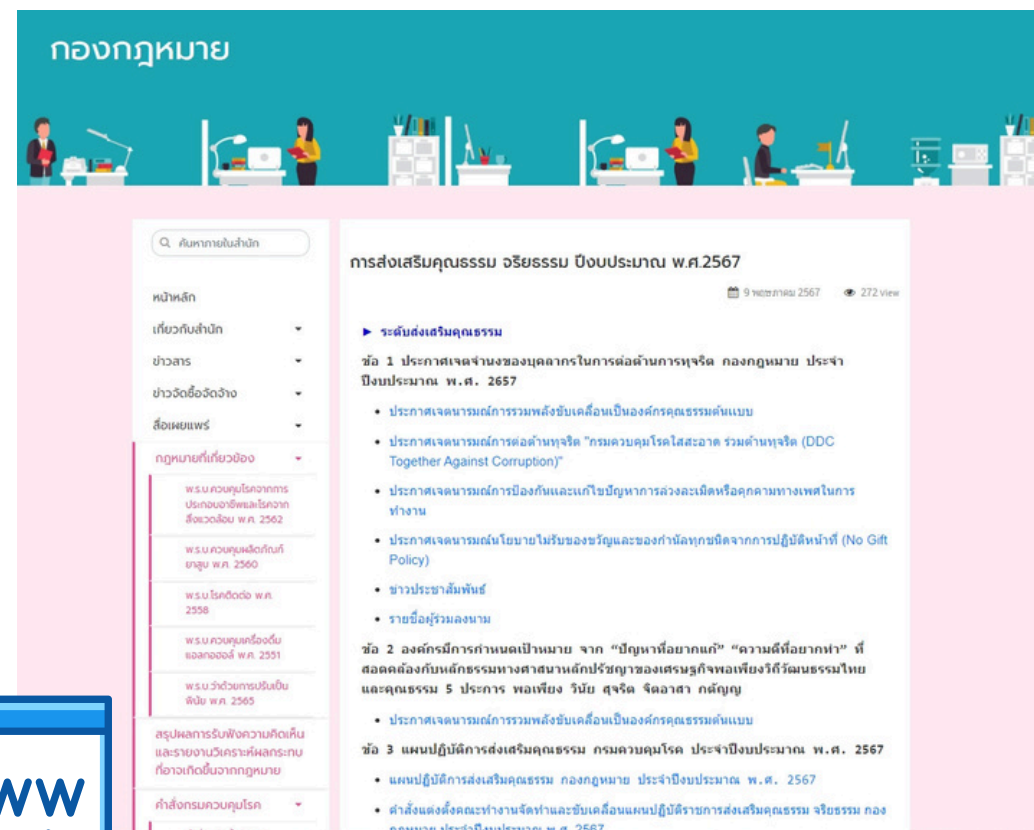 กองกฎหมาย
ค้นหาภายในสำนัก
หน้าหลัก
เกี่ยวกับสำนัก
ข่าวสาร
ข่าวจัดซื้อจัดจ้าง
สื่อเผยแพร่
กฎหมายที่เกี่ยวข้อง
พ.ร.บ.ควบคุมโรคจากการ
ประกอบอาชีพและโรคจาก
สิ่งแวดล้อม พ.ศ. 2562
พ.ร.บ.ควบคุมผลิตภัณฑ์
ยาสูบ พ.ศ. 2560
พ.ร.บ.โรคติดต่อ พ.ศ.
2558
พ.ร.บ.ควบคุมเครื่องดื่ม
แอลกอฮอล์ พ.ศ. 2551
พ.ร.บ.ว่าด้วยการปรับเป็น
พินัย พ.ศ. 2565
สรุปผลการรับฟังความคิดเห็น
และรายงานวิเคราะห์ผลกระทบ
ที่อาจเกิดขึ้นจากกฎหมาย
คำสั่งกรมควบคุมโรค
การส่งเสริมคุณธรรม จริยธรรม ปีงบประมาณ พ.ศ.2567
9 พฤษภาคม 2567 272 view
► ระดับส่งเสริมคุณธรรม
ข้อ 1 ประกาศเจตจำนงของบุคลากรในการต่อต้านการทุจริต กองกฎหมาย ประจำ
ปีงบประมาณ พ.ศ. 2657
• ประกาศเจตนารมณ์การรวมพลังขับเคลื่อนเป็นองค์กรคุณธรรมต้นแบบ
• ประกาศเจตนารมณ์การต่อต้านทุจริต "กรมควบคุมโรคใสสะอาด ร่วมต้านทุจริต (DDC
Together Against Corruption)"
• ประกาศเจตนารมณ์การป้องกันและแก้ไขปัญหาการล่วงละเมิดหรือคุกคามทางเพศในการ
ทำงาน
• ประกาศเจตนารมณ์นโยบายไม่รับของขวัญและของกำนัลทุกชนิดจากการปฏิบัติหน้าที่ (No Gift
Policy)
• ข่าวประชาสัมพันธ์
• รายชื่อผู้ร่วมลงนาม
ข้อ 2 องค์กรมีการกำหนดเป้าหมาย จาก “ปัญหาที่อยากแก้” “ความดีที่อยากทำ” ที่
สอดคล้องกับหลักธรรมทางศาสนาหลักปรัชญาของเศรษฐกิจพอเพียงวิถีวัฒนธรรมไทย
และคุณธรรม 5 ประการ พอเพียง วินัย สุจริต จิตอาสา กตัญญู
• ประกาศเจตนารมณ์การรวมพลังขับเคลื่อนเป็นองค์กรคุณธรรมต้นแบบ
ข้อ 3 แผนปฏิบัติการส่งเสริมคุณธรรม กรมควบคุมโรค ประจำปีงบประมาณ พ.ศ. 2567
• แผนปฏิบัติการส่งเสริมคุณธรรม กองกฎหมาย ประจำปีงบประมาณ พ.ศ. 2567
• คำสั่งแต่งตั้งคณะทำงานจัดทำและขับเคลื่อนแผนปฏิบัติราชการส่งเสริมคุณธรรม จริยธรรม กอง
กฎหมาย ประจำปีงบประมาณ พ.ศ. 2567